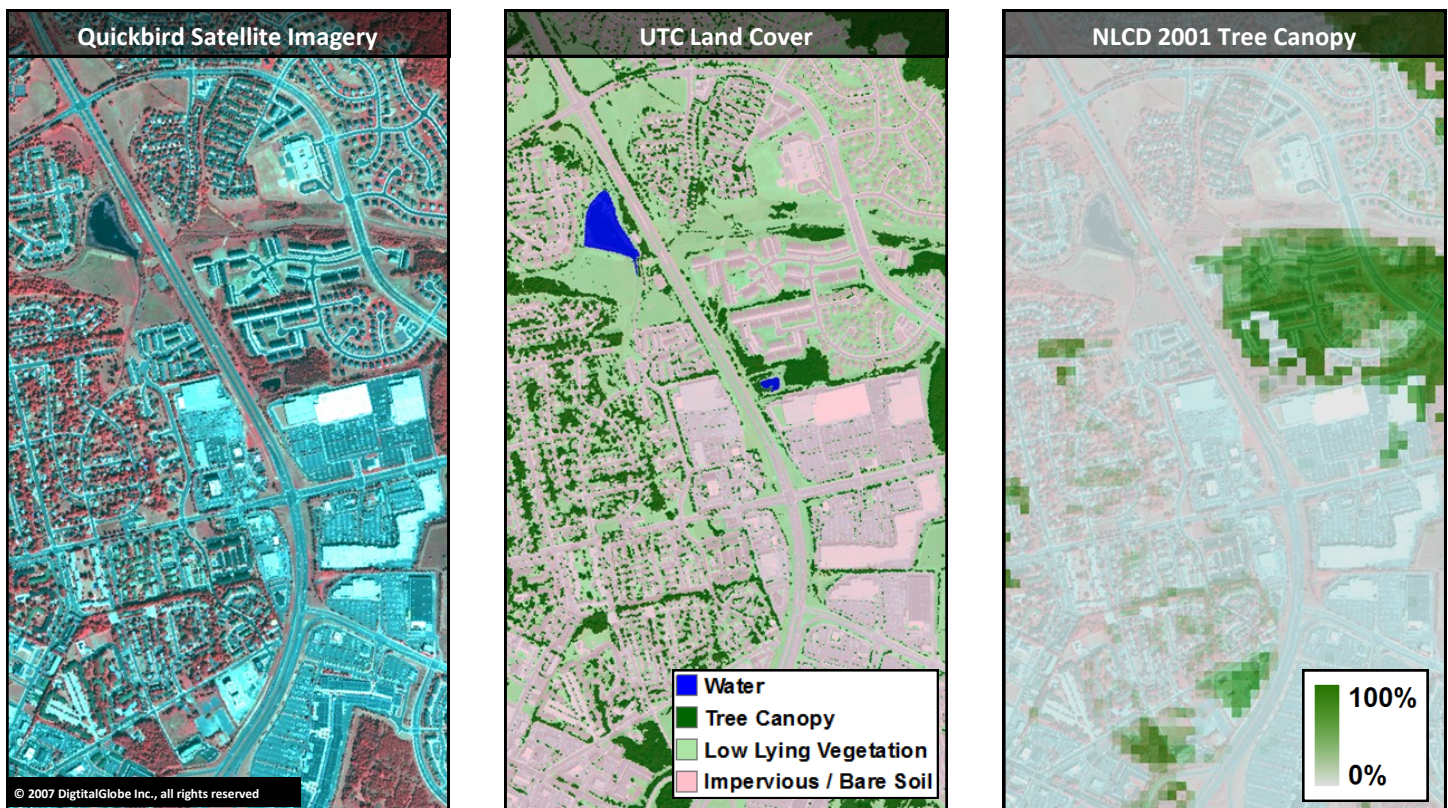 Quickbird Satellite Imagery
UTC Land Cover
NLCD 2001 Tree Canopy
Water
Tree Canopy
Low Lying Vegetation
Impervious / Bare Soil
100%
0%
© 2007 DigtitalGlobe Inc., all rights reserved